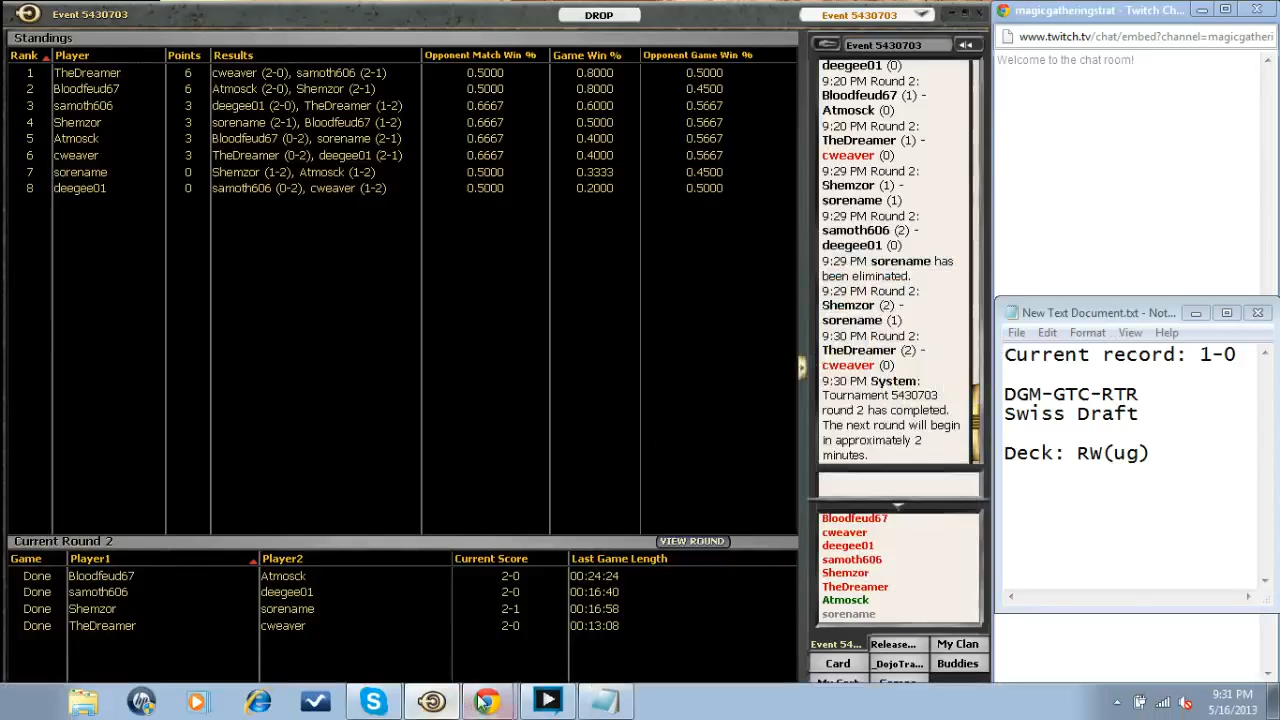 Event 5430703
DROP
Event 5430703
Standings
Rank Player Points Results Opponent Match Win % Game Win % Opponent Game Win %
1 TheDreamer 6 cweaver (2-0), samoth606 (2-1) 0.5000 0.8000 0.5000
2 Bloodfeud67 6 Atmosck (2-0), Shemzor (2-1) 0.5000 0.8000 0.4500
3 samoth606 3 deegee01 (2-0), TheDreamer (1-2) 0.6667 0.6000 0.5667
4 Shemzor 3 sorename (2-1), Bloodfeud67 (1-2) 0.6667 0.5000 0.5667
5 Atmosck 3 Bloodfeud67 (0-2), sorename (2-1) 0.6667 0.4000 0.5667
6 cweaver 3 TheDreamer (0-2), deegee01 (2-1) 0.6667 0.4000 0.5667
7 sorename 0 Shemzor (1-2), Atmosck (1-2) 0.5000 0.3333 0.4500
8 deegee01 0 samoth606 (0-2), cweaver (1-2) 0.5000 0.2000 0.5000
Current Round 2
VIEW ROUND
Game Player1 Player2 Current Score Last Game Length
Done Bloodfeud67 Atmosck 2-0 00:24:24
Done samoth606 deegee01 2-0 00:16:40
Done Shemzor sorename 2-1 00:16:58
Done TheDreamer cweaver 2-0 00:13:08
Event 5430703
deegee01 (0)
9:20 PM Round 2:
Bloodfeud67 (1) -
Atmosck (0)
9:20 PM Round 2:
TheDreamer (1) -
cweaver (0)
9:29 PM Round 2:
Shemzor (1) -
sorename (1)
9:29 PM Round 2:
samoth606 (2) -
deegee01 (0)
9:29 PM sorename has
been eliminated.
9:29 PM Round 2:
Shemzor (2) -
sorename (1)
9:30 PM Round 2:
TheDreamer (2) -
cweaver (0)
9:30 PM System:
Tournament 5430703
round 2 has completed.
The next round will begin
in approximately 2
minutes.
Bloodfeud67
cweaver
deegee01
samoth606
Shemzor
TheDreamer
Atmosck
sorename
Event 54... Release... My Clan
Card _DojoTra... Buddies
magicgatheringstrat - Twitch Ch...
www.twitch.tv/chat/embed?channel=magicgatheri
Welcome to the chat room!
New Text Document.txt - Not...
File Edit Format View Help
Current record: 1-0
DGM-GTC-RTR
Swiss Draft
Deck: RW(ug)
9:31 PM
5/16/2013